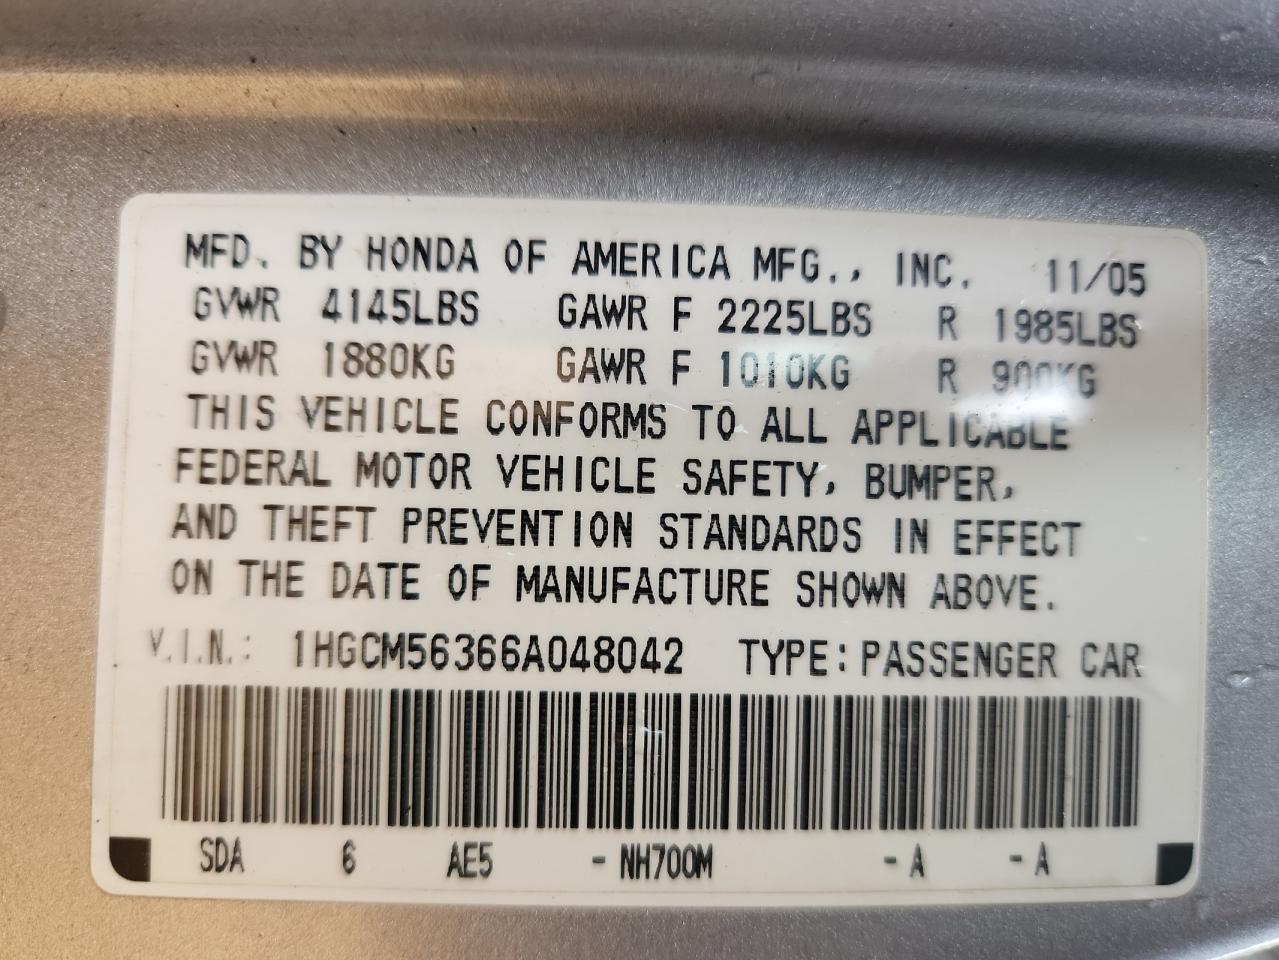 MFD. BY HONDA OF AMERICA MFG., INC. 11/05
GVWR 4145LBS GAWR F 2225LBS R 1985LBS
GVWR 1880KG GAWR F 1010KG R 900KG
THIS VEHICLE CONFORMS TO ALL APPLICABLE
FEDERAL MOTOR VEHICLE SAFETY, BUMPER,
AND THEFT PREVENTION STANDARDS IN EFFECT
ON THE DATE OF MANUFACTURE SHOWN ABOVE.
V.I.N.: 1HGCM56366A048042 TYPE: PASSENGER CAR
SDA 6 AE5 - NH700M - A - A